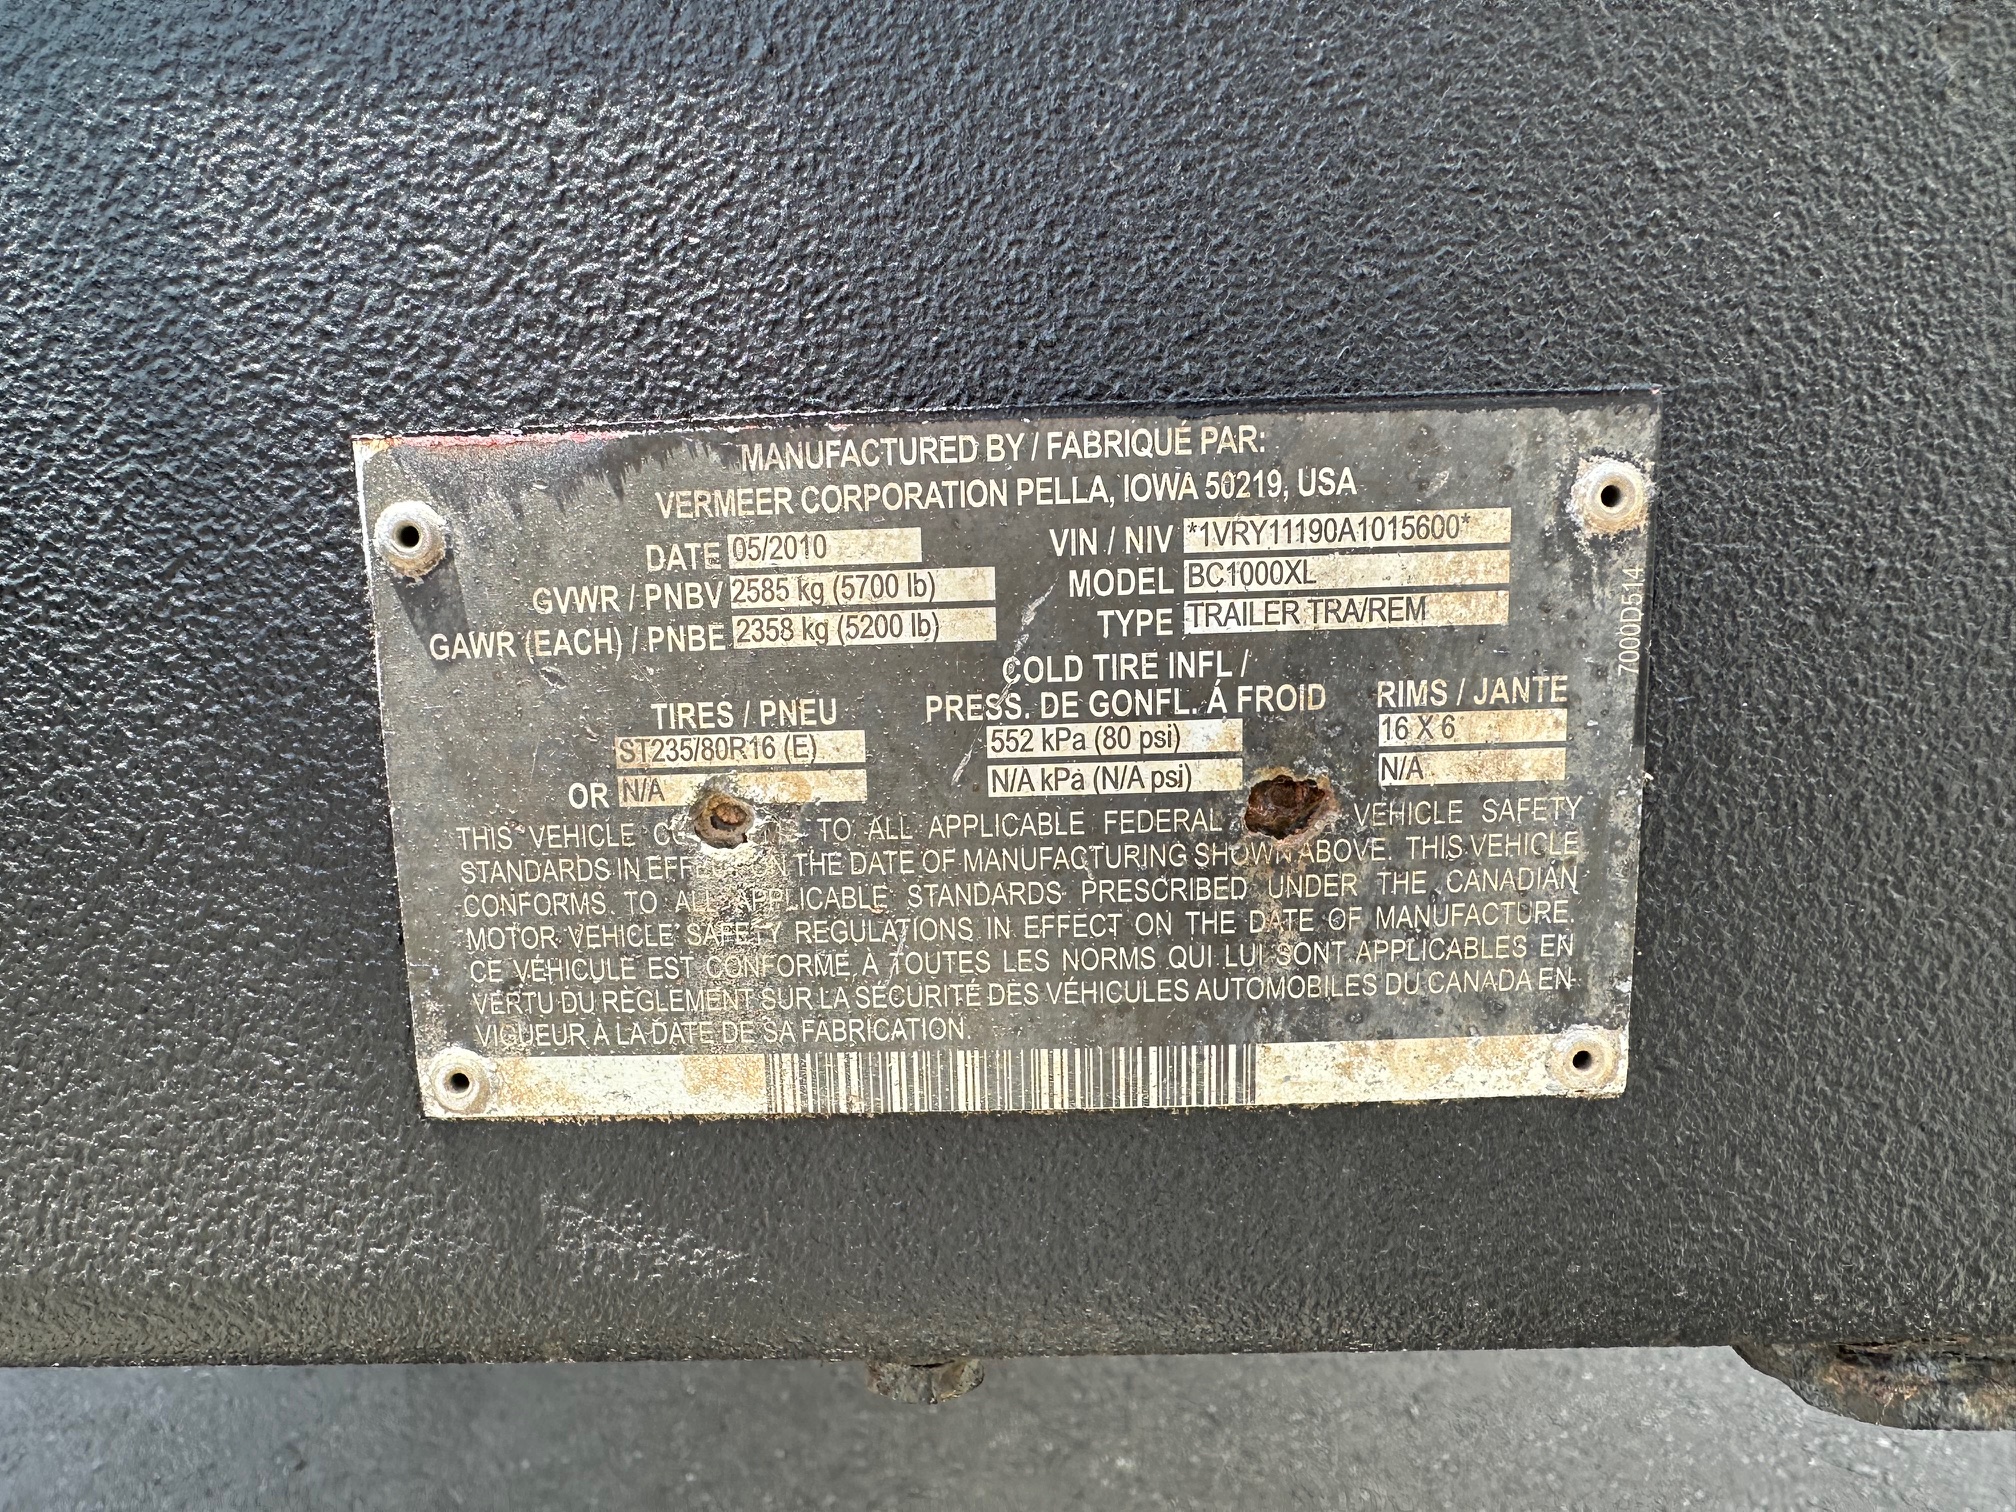 MANUFACTURED BY / FABRIQUÉ PAR:
VERMEER CORPORATION PELLA, IOWA 50219, USA
DATE 05/2010
GVWR / PNBV 2585 kg (5700 lb)
GAWR (EACH) / PNBE 2358 kg (5200 lb)
VIN / NIV *1VRY11190A1015600*
MODEL BC1000XL
TYPE TRAILER TRA/REM
7000D514
TIRES / PNEU
ST235/80R16 (E)
OR N/A
COLD TIRE INFL /
PRESS. DE GONFL. Á FROID
552 kPa (80 psi)
N/A kPa (N/A psi)
RIMS / JANTE
16 X 6
N/A
THIS VEHICLE TO ALL APPLICABLE FEDERAL VEHICLE SAFETY
STANDARDS IN EFFECT ON THE DATE OF MANUFACTURING SHOWN ABOVE. THIS VEHICLE
CONFORMS TO ALL APPLICABLE STANDARDS PRESCRIBED UNDER THE CANADIAN
MOTOR VEHICLE SAFETY REGULATIONS IN EFFECT ON THE DATE OF MANUFACTURE.
CE VÉHICULE EST CONFORME À TOUTES LES NORMS QUI LUI SONT APPLICABLES EN
VERTU DU RÈGLEMENT SUR LA SÉCURITÉ DES VÉHICULES AUTOMOBILES DU CANADA EN
VIGUEUR À LA DATE DE SA FABRICATION.